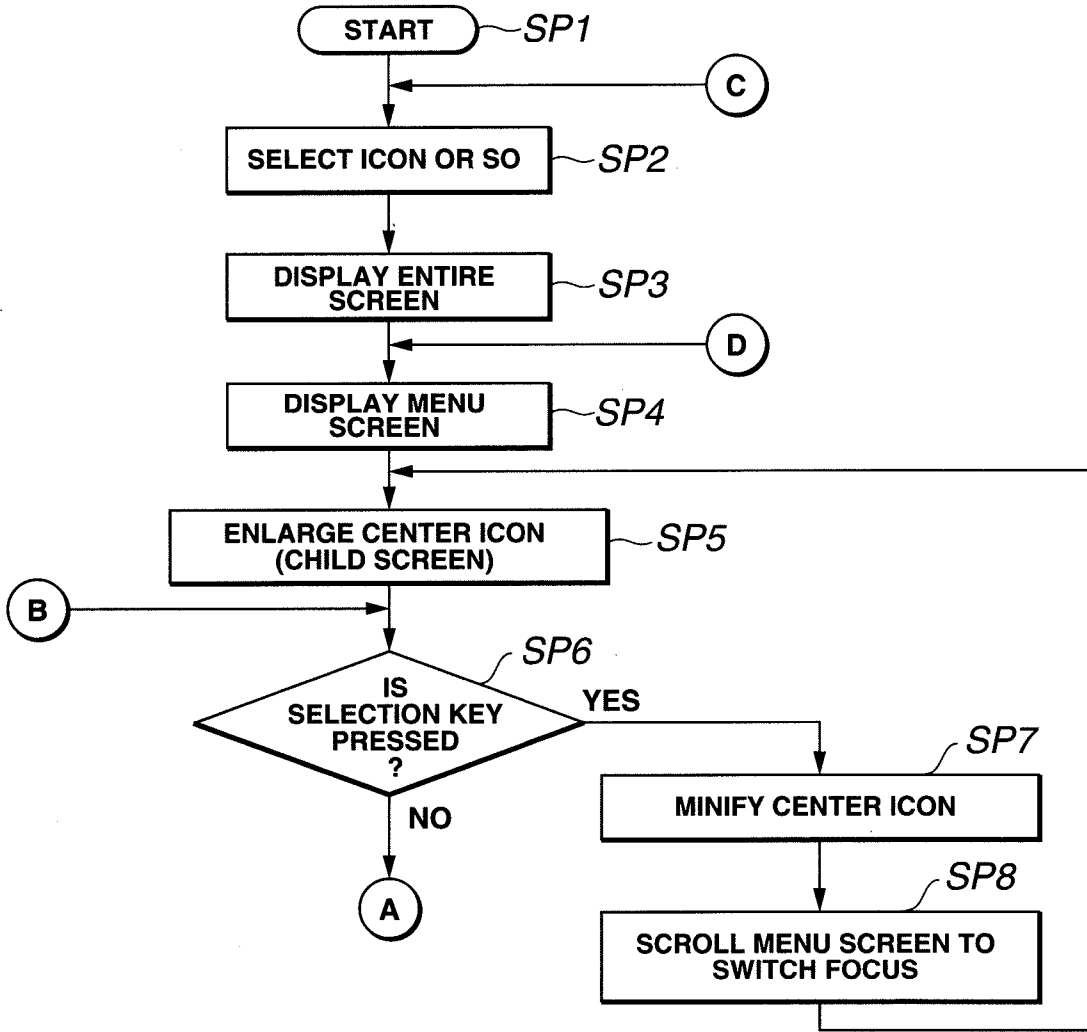 START
SP1
C
SELECT ICON OR SO
SP2
DISPLAY ENTIRE
SCREEN
SP3
D
DISPLAY MENU
SCREEN
SP4
ENLARGE CENTER ICON
(CHILD SCREEN)
SP5
B
SP6
IS
SELECTION KEY
PRESSED
?
YES
NO
A
SP7
MINIFY CENTER ICON
SP8
SCROLL MENU SCREEN TO
SWITCH FOCUS